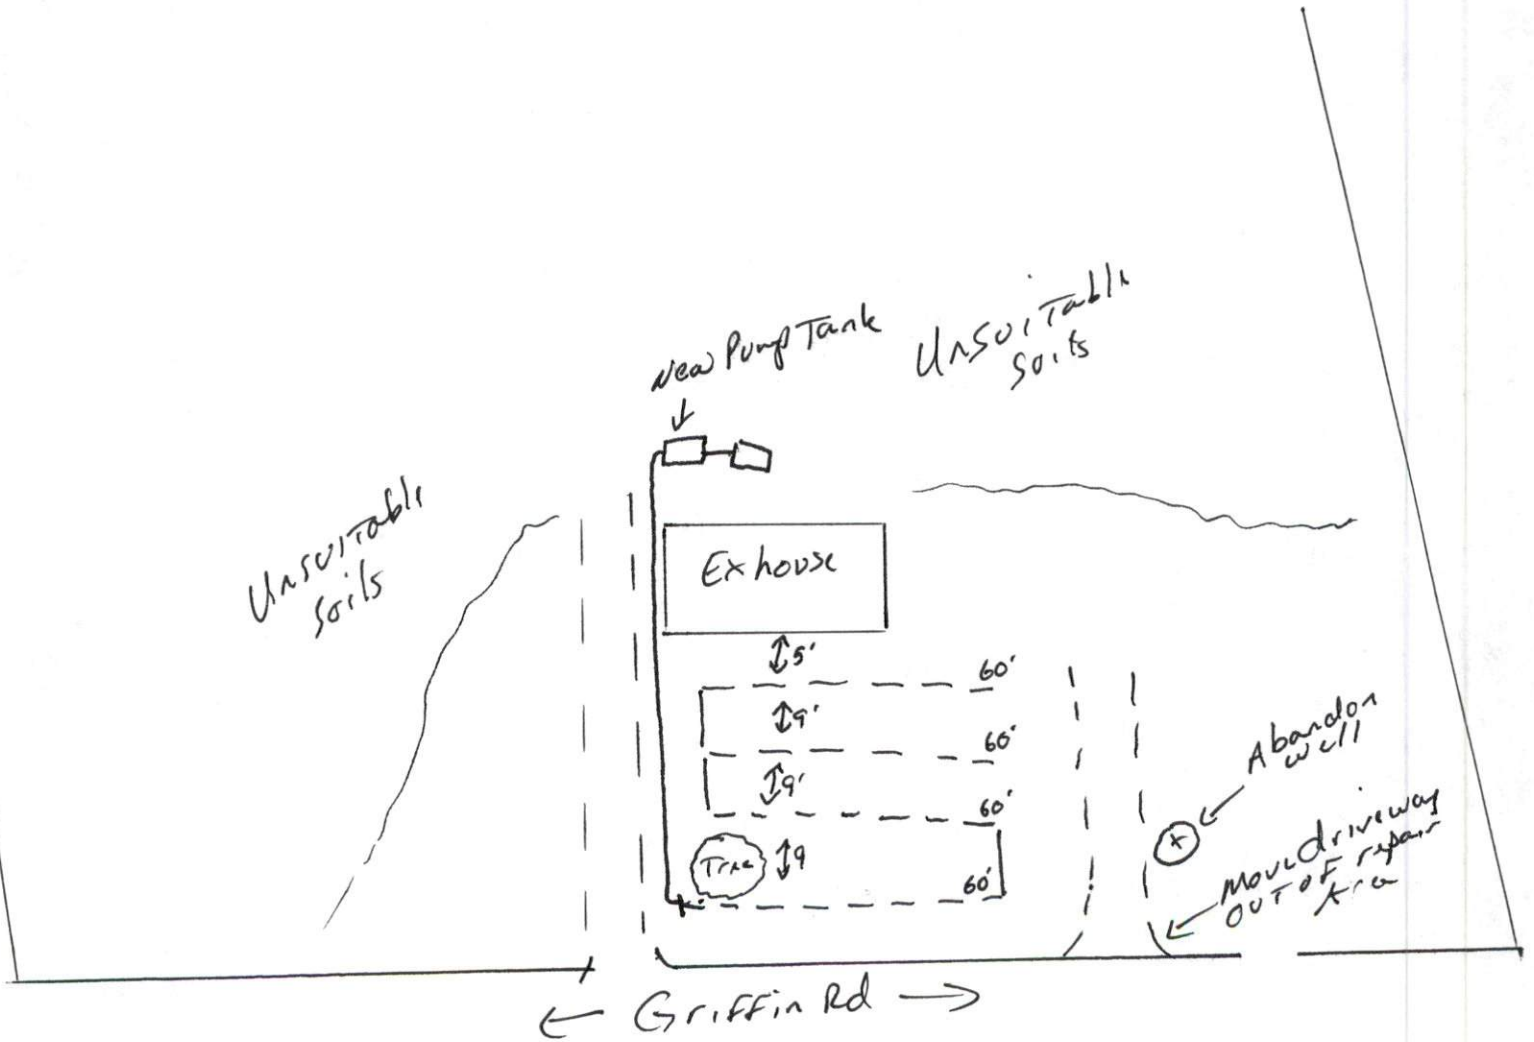 New Pump Tank
Unsuitable
soils
Unsuitable
soils
Ex house
5'
60'
9'
60'
9'
60'
Tree
9
60'
Abandon
well
Move driveway
OUT OF repair
Area
Griffin Rd